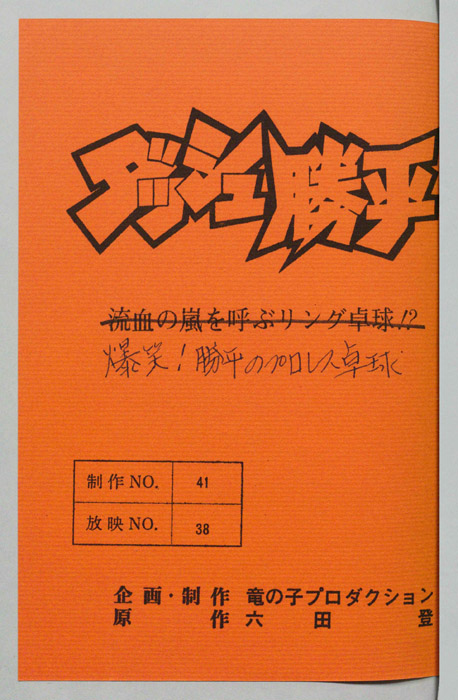 ダッシュ勝平
流血の嵐を呼ぶリング卓球!?
爆笑!勝平のプロレス卓球
制作NO. 41
放映NO. 38
企画・制作 竜の子プロダクション
原作 六田登